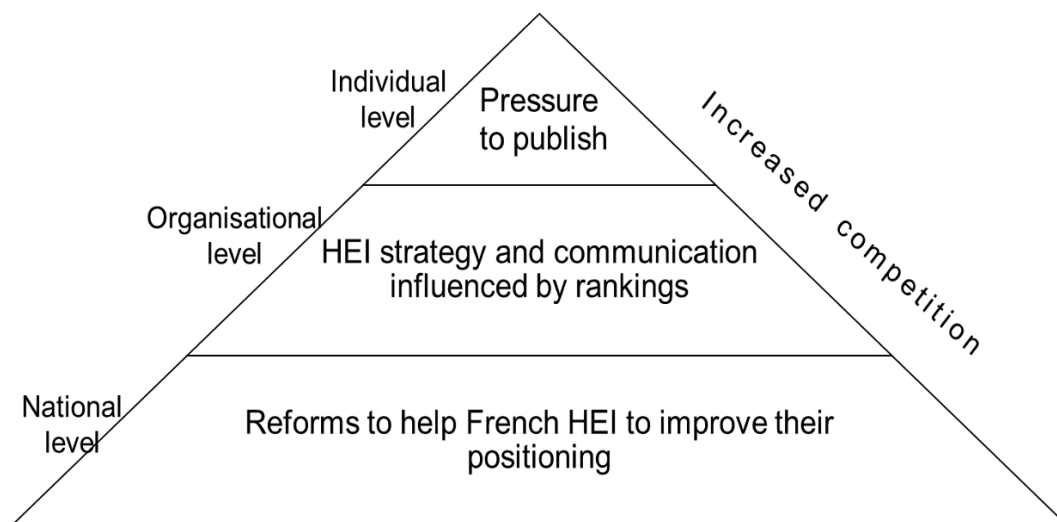 Individual
level
Pressure
to publish
Increased competition
Organisational
level
HEI strategy and communication
influenced by rankings
National
level
Reforms to help French HEI to improve their
positioning